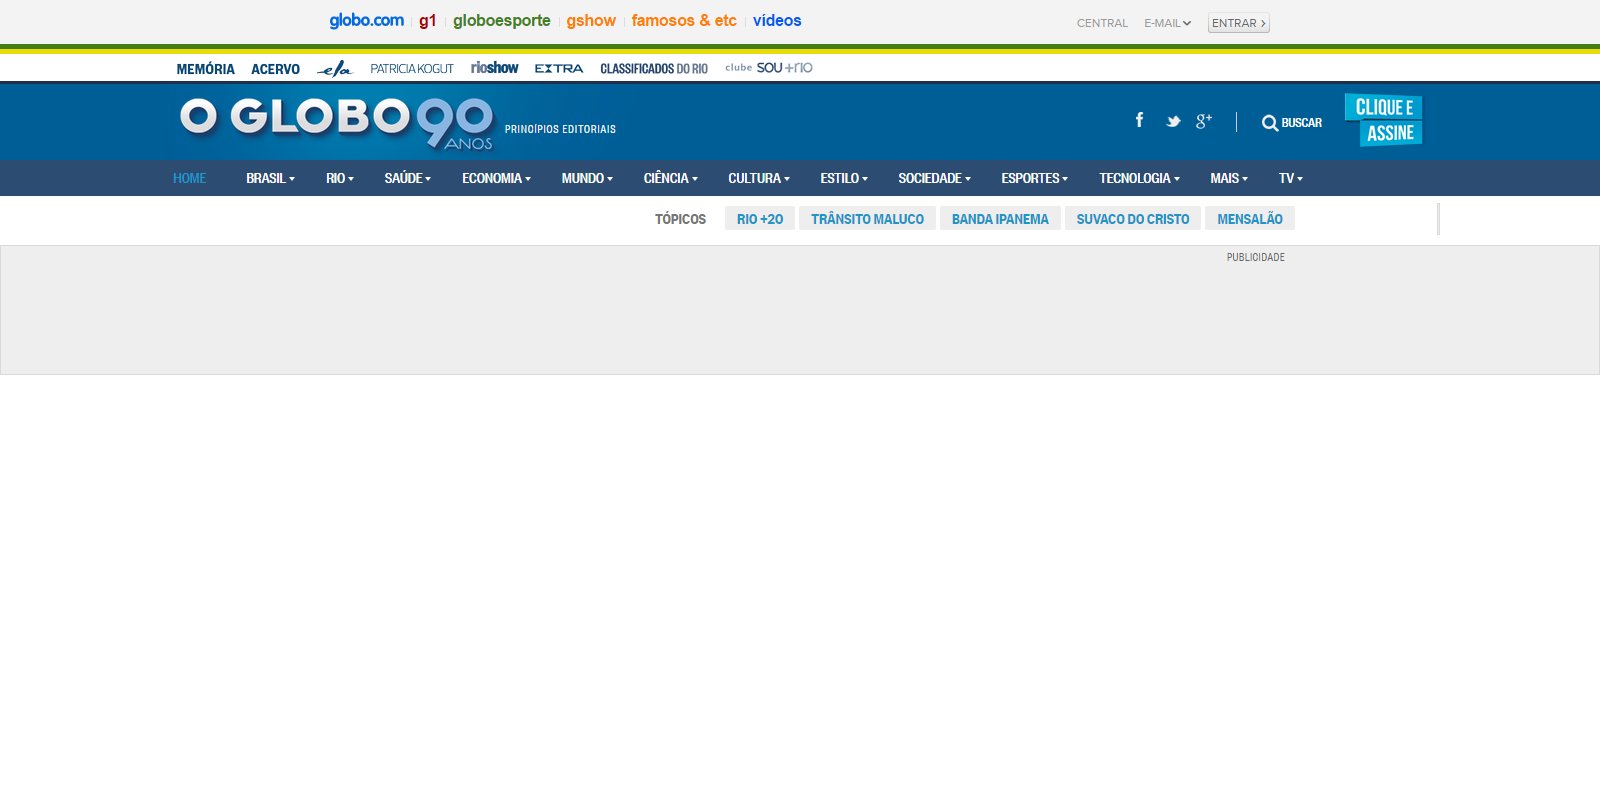 globo.com g1 globoesporte gshow famosos & etc vídeos CENTRAL E-MAIL ENTRAR
MEMÓRIA ACERVO ela PATRICIA KOGUT rioshow EXTRA CLASSIFICADOS DO RIO clube SOU+RIO
O GLOBO 90 ANOS PRINCÍPIOS EDITORIAIS f g+ BUSCAR CLIQUE E
ASSINE
HOME BRASIL RIO SAÚDE ECONOMIA MUNDO CIÊNCIA CULTURA ESTILO SOCIEDADE ESPORTES TECNOLOGIA MAIS TV
TÓPICOS RIO +20 TRÂNSITO MALUCO BANDA IPANEMA SUVACO DO CRISTO MENSALÃO
PUBLICIDADE